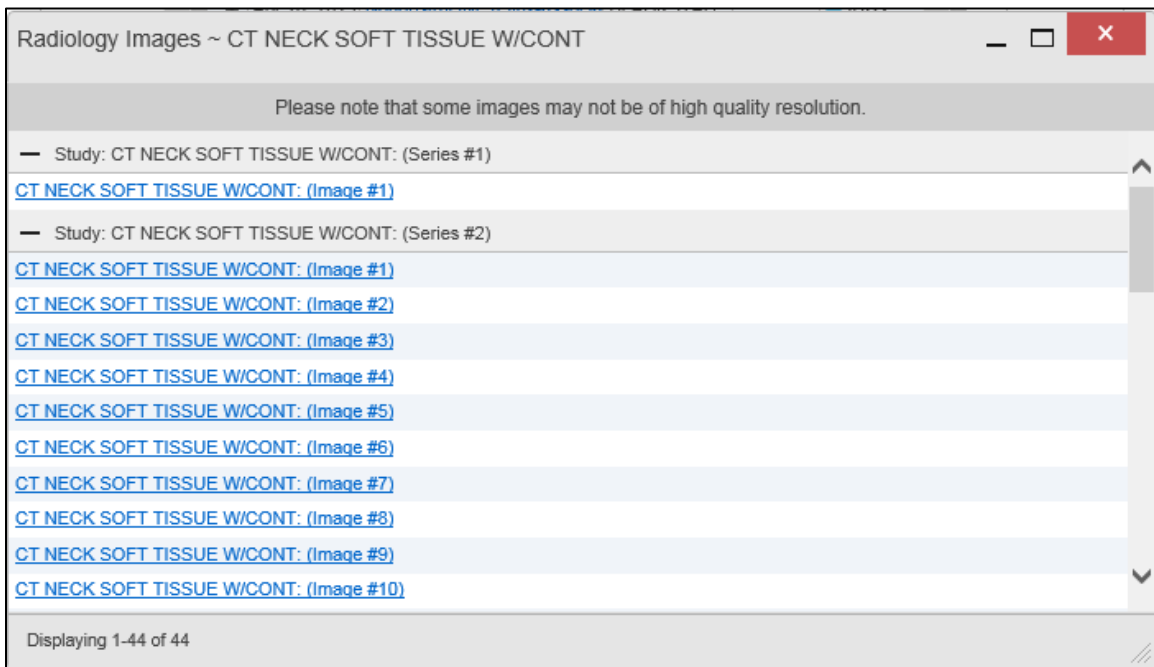 Radiology Images ~ CT NECK SOFT TISSUE W/CONT
Please note that some images may not be of high quality resolution.
Study: CT NECK SOFT TISSUE W/CONT: (Series #1)
CT NECK SOFT TISSUE W/CONT: (Image #1)
Study: CT NECK SOFT TISSUE W/CONT: (Series #2)
CT NECK SOFT TISSUE W/CONT: (Image #1)
CT NECK SOFT TISSUE W/CONT: (Image #2)
CT NECK SOFT TISSUE W/CONT: (Image #3)
CT NECK SOFT TISSUE W/CONT: (Image #4)
CT NECK SOFT TISSUE W/CONT: (Image #5)
CT NECK SOFT TISSUE W/CONT: (Image #6)
CT NECK SOFT TISSUE W/CONT: (Image #7)
CT NECK SOFT TISSUE W/CONT: (Image #8)
CT NECK SOFT TISSUE W/CONT: (Image #9)
CT NECK SOFT TISSUE W/CONT: (Image #10)
Displaying 1-44 of 44